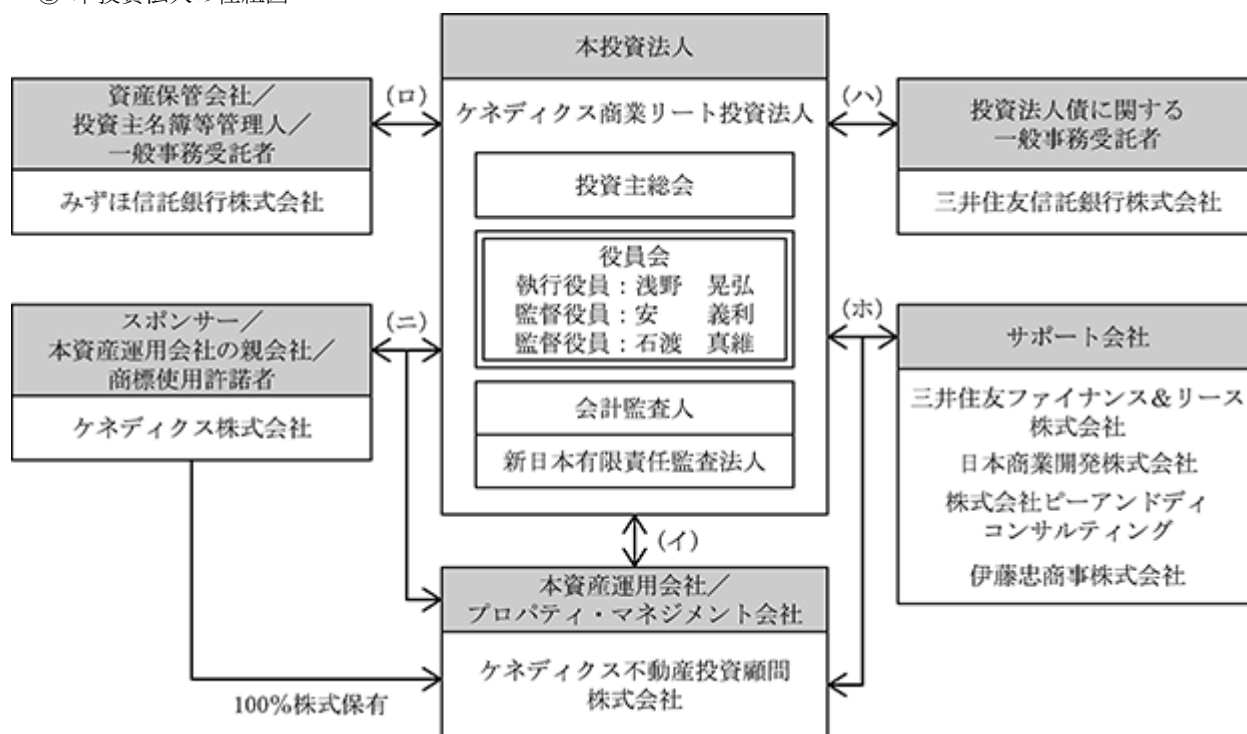 本投資法人
ケネディクス商業リート投資法人
投資主総会
役員会
執行役員：浅野 晃弘
監督役員：安 義利
監督役員：石渡 真維
会計監査人
新日本有限責任監査法人
資産保管会社／
投資主名簿等管理人／
一般事務受託者
みずほ信託銀行株式会社
(ロ)
(ハ)
投資法人債に関する
一般事務受託者
三井住友信託銀行株式会社
スポンサー／
本資産運用会社の親会社／
商標使用許諾者
ケネディクス株式会社
(ニ)
(ホ)
サポート会社
三井住友ファイナンス＆リース
株式会社
日本商業開発株式会社
株式会社ピーアンドディ
コンサルティング
伊藤忠商事株式会社
(イ)
本資産運用会社／
プロパティ・マネジメント会社
ケネディクス不動産投資顧問
株式会社
100％株式保有